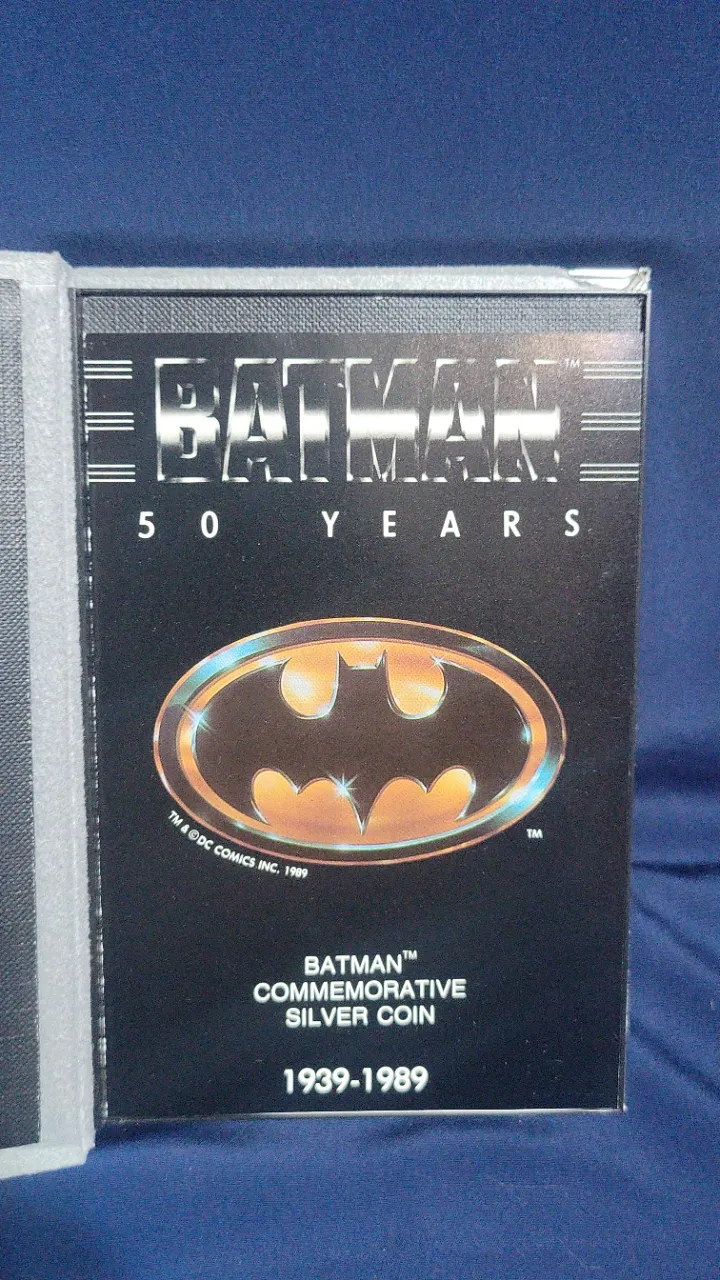 BATMAN™
50 YEARS
TM & ©DC COMICS INC. 1989
TM
BATMAN™
COMMEMORATIVE
SILVER COIN
1939-1989